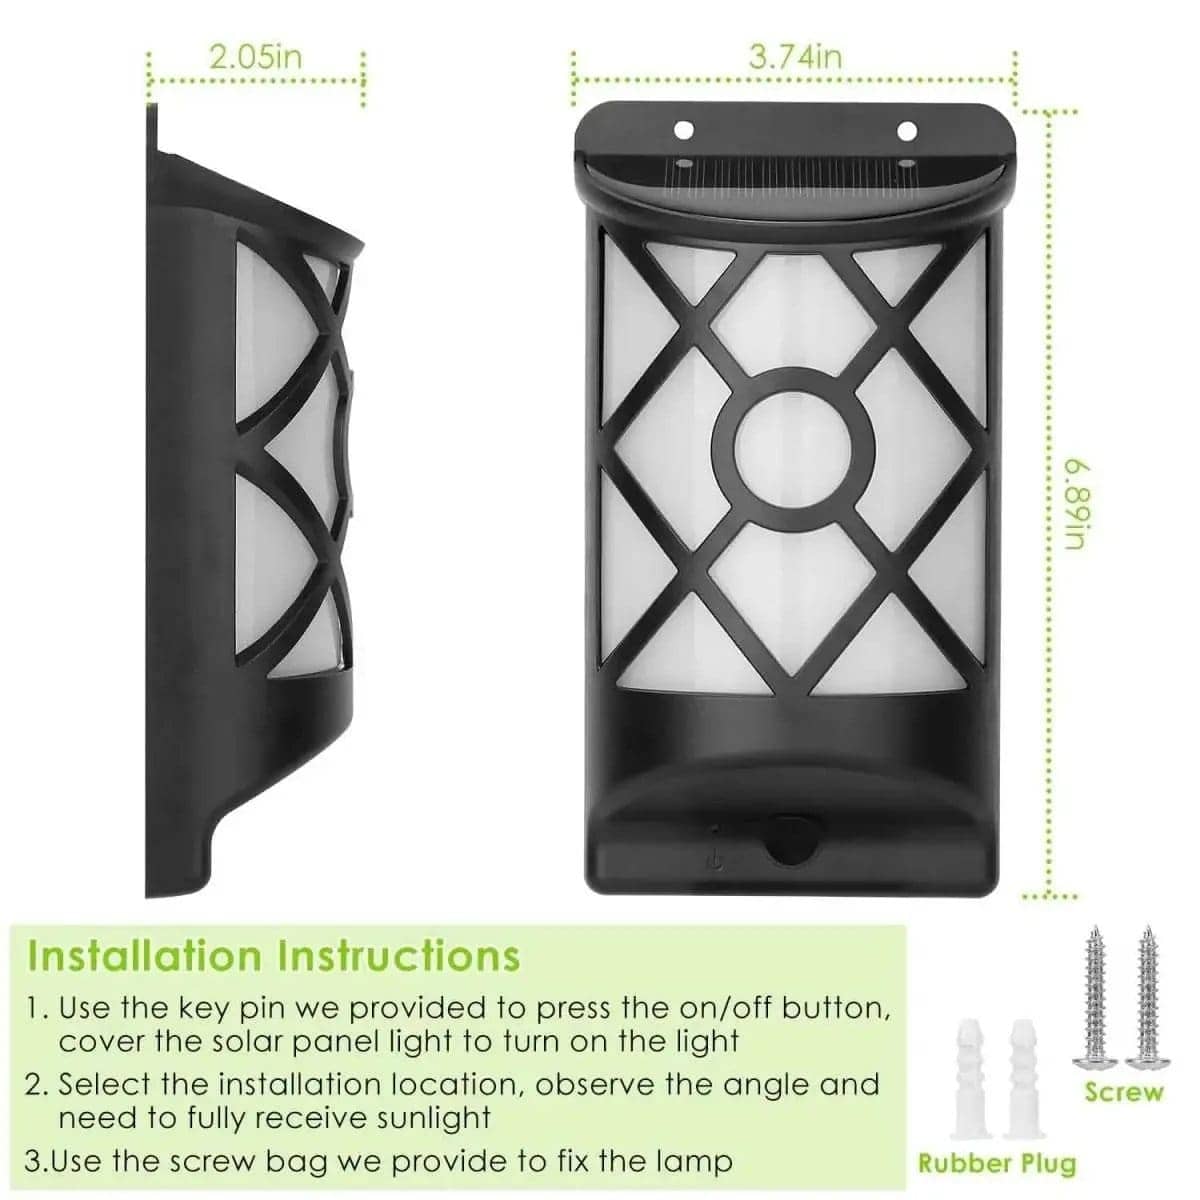 2.05in
3.74in
6.89in
Installation Instructions
1. Use the key pin we provided to press the on/off button,
cover the solar panel light to turn on the light
2. Select the installation location, observe the angle and
need to fully receive sunlight
3.Use the screw bag we provide to fix the lamp
Screw
Rubber Plug